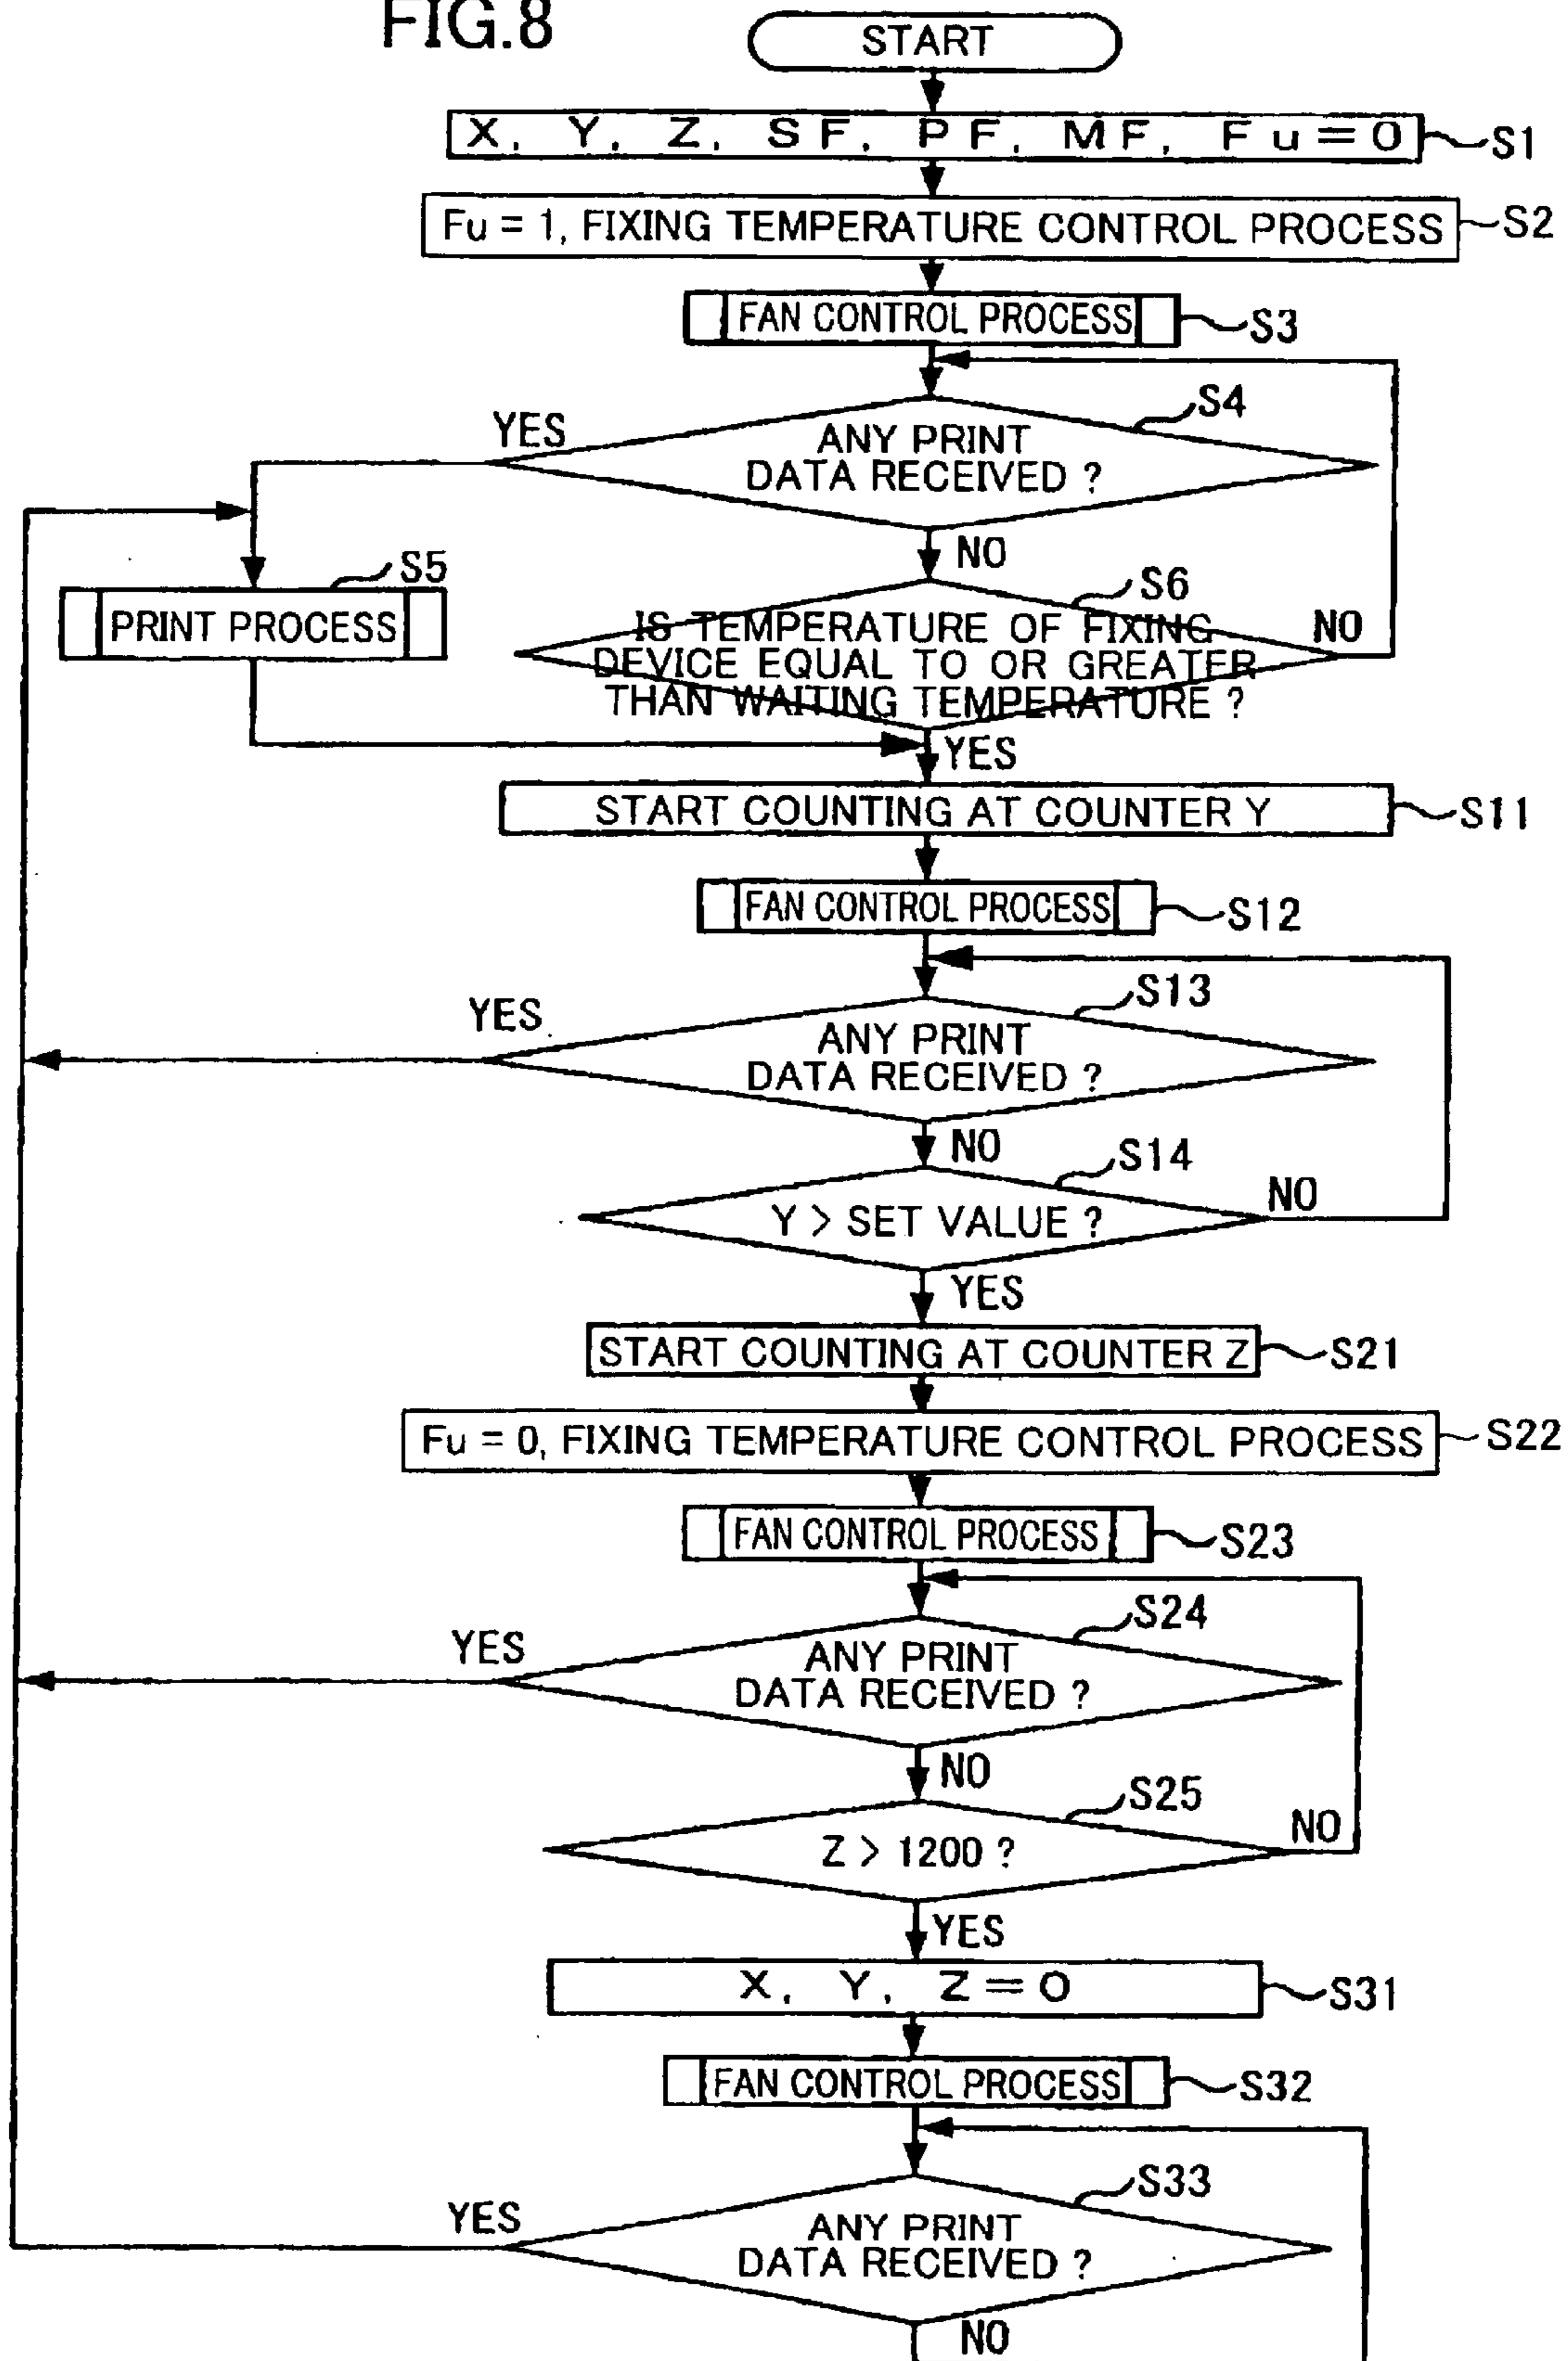 FIG.8
START
X, Y, Z, SF, PF, MF, Fu=0
S1
Fu = 1, FIXING TEMPERATURE CONTROL PROCESS
S2
FAN CONTROL PROCESS
S3
S4
YES
ANY PRINT
DATA RECEIVED ?
NO
S5
PRINT PROCESS
S6
IS TEMPERATURE OF FIXING
DEVICE EQUAL TO OR GREATER
THAN WAITING TEMPERATURE ?
NO
YES
START COUNTING AT COUNTER Y
S11
FAN CONTROL PROCESS
S12
S13
YES
ANY PRINT
DATA RECEIVED ?
NO
S14
Y > SET VALUE ?
NO
YES
START COUNTING AT COUNTER Z
S21
Fu = 0, FIXING TEMPERATURE CONTROL PROCESS
S22
FAN CONTROL PROCESS
S23
S24
YES
ANY PRINT
DATA RECEIVED ?
NO
S25
Z > 1200 ?
NO
YES
X, Y, Z=0
S31
FAN CONTROL PROCESS
S32
S33
YES
ANY PRINT
DATA RECEIVED ?
NO